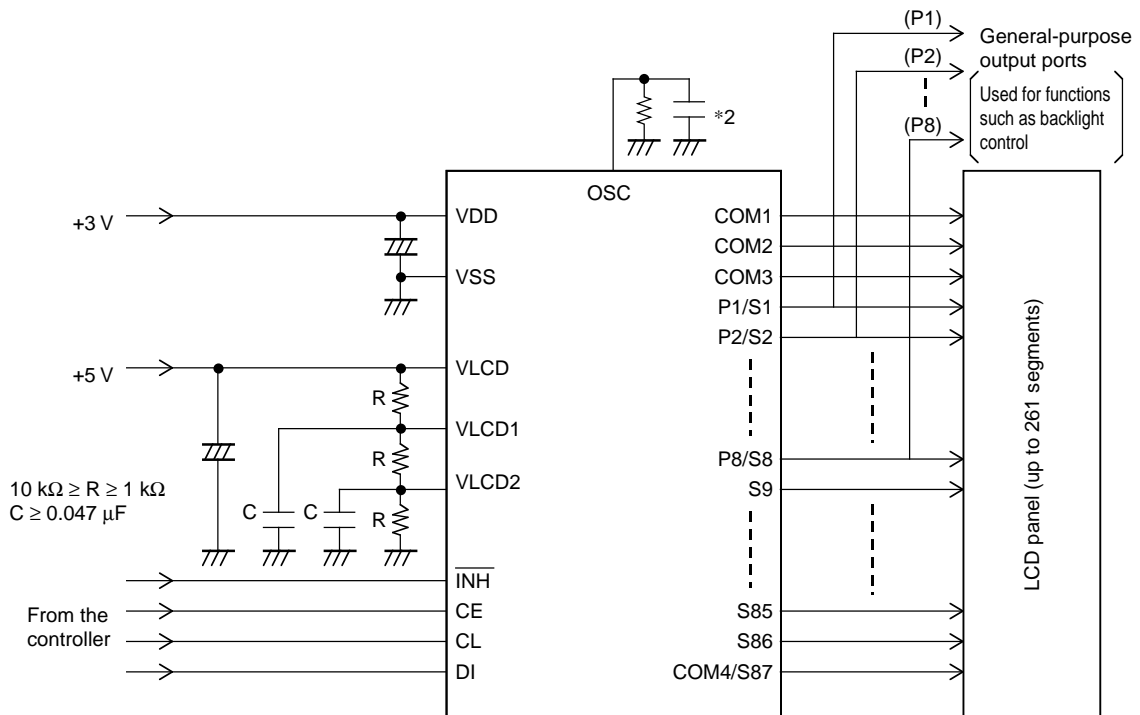 (P1)
General-purpose
output ports
(P2)
Used for functions
such as backlight
control
(P8)
*2
OSC
+3 V
VDD
VSS
+5 V
VLCD
R
VLCD1
R
VLCD2
10 kΩ ≥ R ≥ 1 kΩ
C ≥ 0.047 µF
C
C
R
INH
From the
controller
CE
CL
DI
COM1
COM2
COM3
P1/S1
P2/S2
P8/S8
S9
S85
S86
COM4/S87
LCD panel (up to 261 segments)